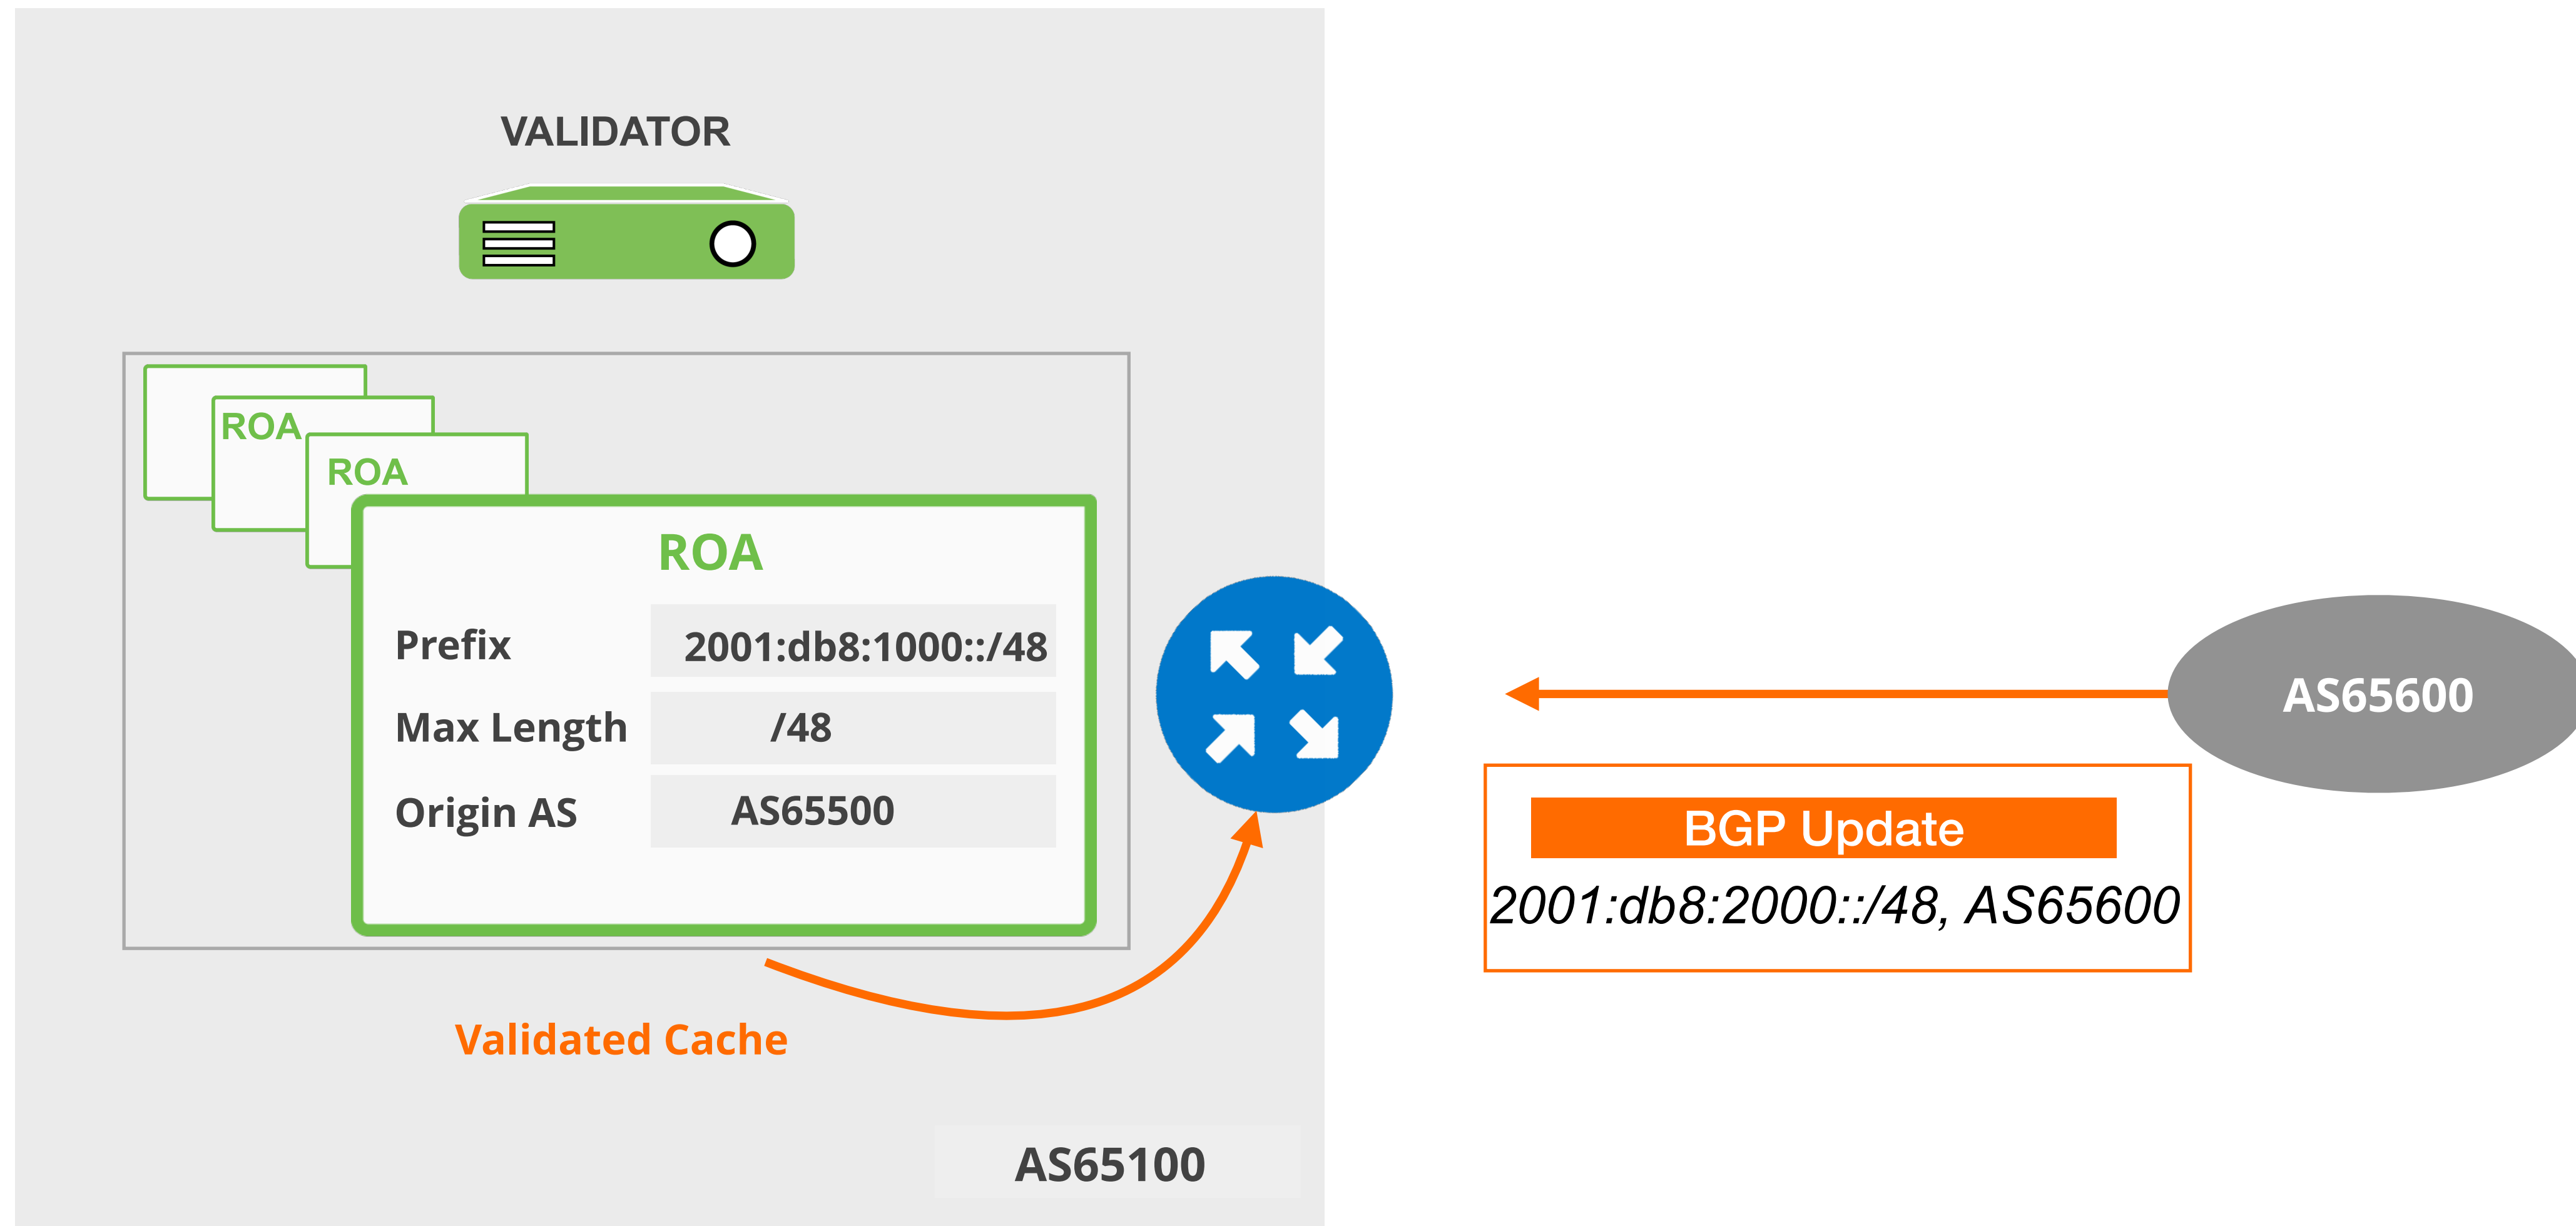 VALIDATOR
ROA
ROA
ROA
Prefix 2001:db8:1000::/48
Max Length /48
Origin AS AS65500
Validated Cache
AS65100
AS65600
BGP Update
2001:db8:2000::/48, AS65600